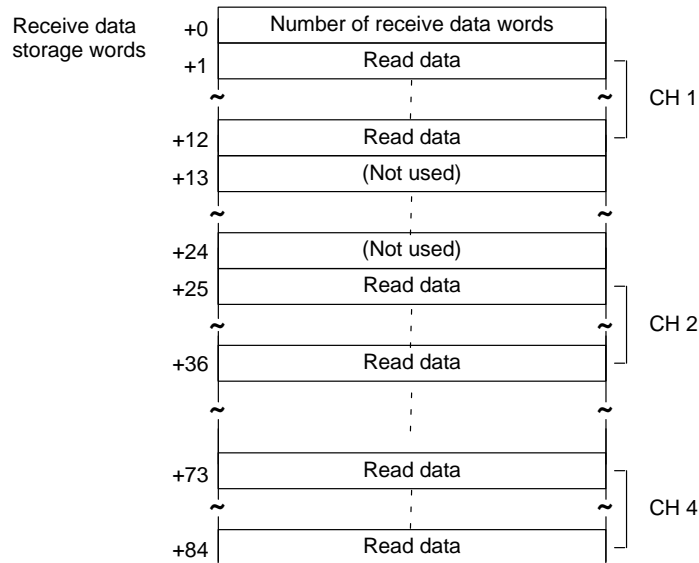 Receive data
storage words
+0 Number of receive data words
+1 Read data
CH 1
+12 Read data
+13 (Not used)
+24 (Not used)
+25 Read data
CH 2
+36 Read data
+73 Read data
CH 4
+84 Read data